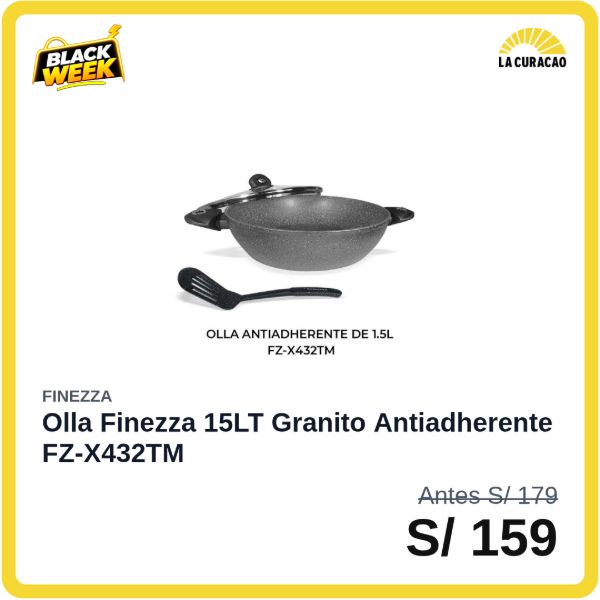 BLACK
WEEK
LA CURACAO
OLLA ANTIADHERENTE DE 1.5L
FZ-X432TM
FINEZZA
Olla Finezza 15LT Granito Antiadherente
FZ-X432TM
Antes S/ 179
S/ 159